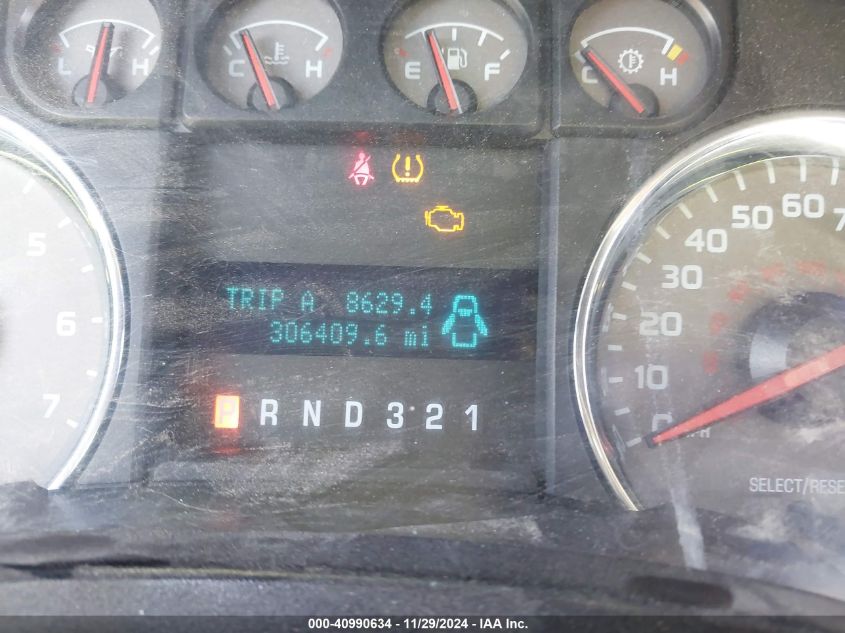 L H C H E F C H
5
6
7
TRIP A 8629.4
306409.6 mi
P R N D 3 2 1
60
50
40
30
20
10
0
SELECT/RESE
000-40990634 - 11/29/2024 - IAA Inc.